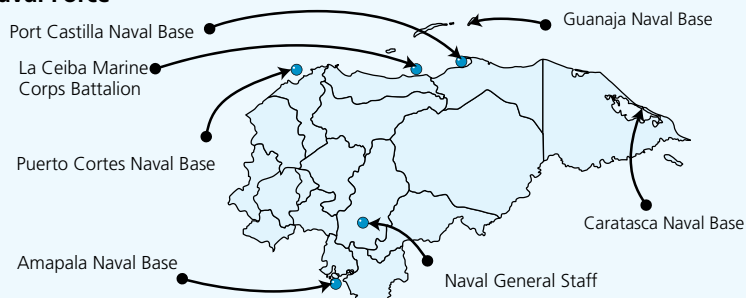 Naval Force
Port Castilla Naval Base
Guanaja Naval Base
La Ceiba Marine
Corps Battalion
Puerto Cortes Naval Base
Caratasca Naval Base
Amapala Naval Base
Naval General Staff